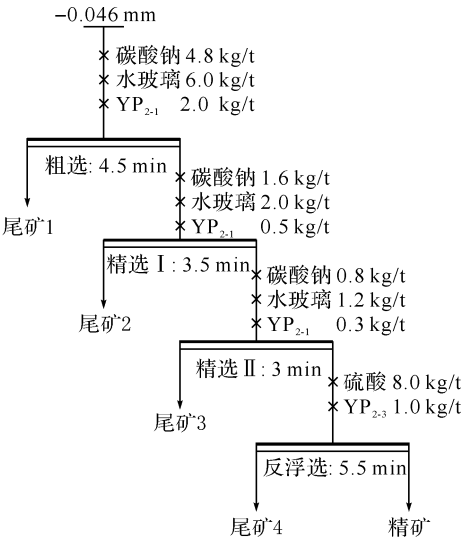 −0.046 mm
碳酸钠 4.8 kg/t
水玻璃 6.0 kg/t
YP2-1 2.0 kg/t
粗选: 4.5 min
碳酸钠 1.6 kg/t
尾矿1
水玻璃 2.0 kg/t
YP2-1 0.5 kg/t
精选Ⅰ: 3.5 min
碳酸钠 0.8 kg/t
尾矿2
水玻璃 1.2 kg/t
YP2-1 0.3 kg/t
精选Ⅱ: 3 min
硫酸 8.0 kg/t
尾矿3
YP2-3 1.0 kg/t
反浮选: 5.5 min
尾矿4
精矿